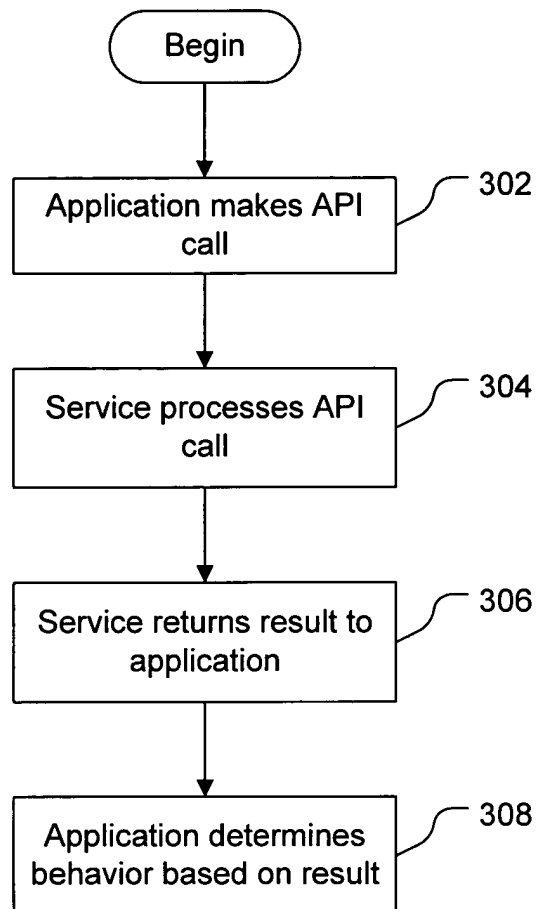 Begin
302
Application makes API
call
304
Service processes API
call
306
Service returns result to
application
308
Application determines
behavior based on result